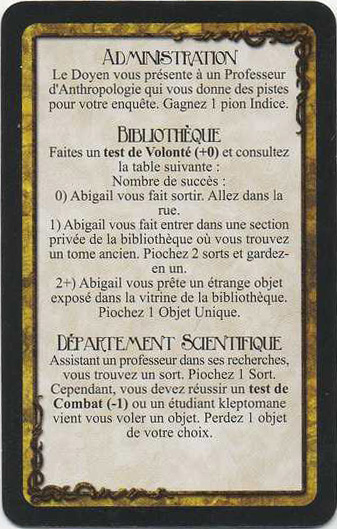 ADMINISTRATION
Le Doyen vous présente à un Professeur
d'Anthropologie qui vous donne des pistes
pour votre enquête. Gagnez 1 pion Indice.
BIBLIOTHÈQUE
Faites un test de Volonté (+0) et consultez
la table suivante :
Nombre de succès :
0) Abigail vous fait sortir. Allez dans la
rue.
1) Abigail vous fait entrer dans une section
privée de la bibliothèque où vous trouvez
un tome ancien. Piochez 2 sorts et gardez-
en un.
2+) Abigail vous prête un étrange objet
exposé dans la vitrine de la bibliothèque.
Piochez 1 Objet Unique.
DÉPARTEMENT SCIENTIFIQUE
Assistant un professeur dans ses recherches,
vous trouvez un sort. Piochez 1 Sort.
Cependant, vous devez réussir un test de
Combat (-1) ou un étudiant kleptomane
vient vous voler un objet. Perdez 1 objet
de votre choix.